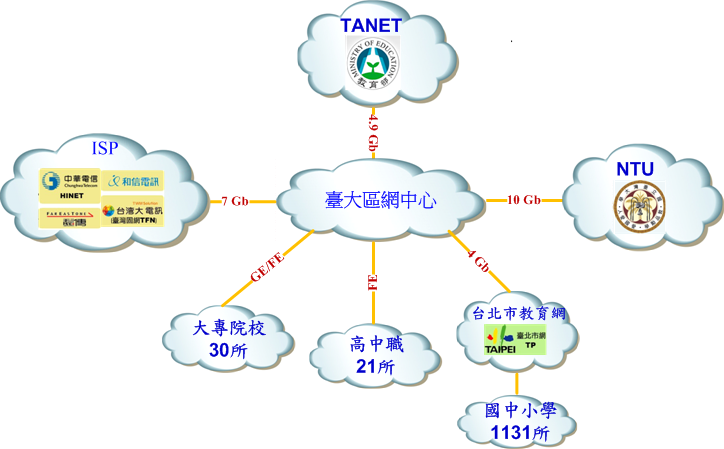 TANET
MINISTRY OF EDUCATION
教育部
4.9 Gb
ISP
中華電信
Chunghwa Telecom
HINET
和信電訊
FAREASTONE
台灣大電訊
(臺灣固網TFN)
7 Gb
臺大區網中心
10 Gb
NTU
GE/FE
FE
4 Gb
大專院校
30所
高中職
21所
台北市教育網
TAIPEI
臺北市網
TP
國中小學
1131所